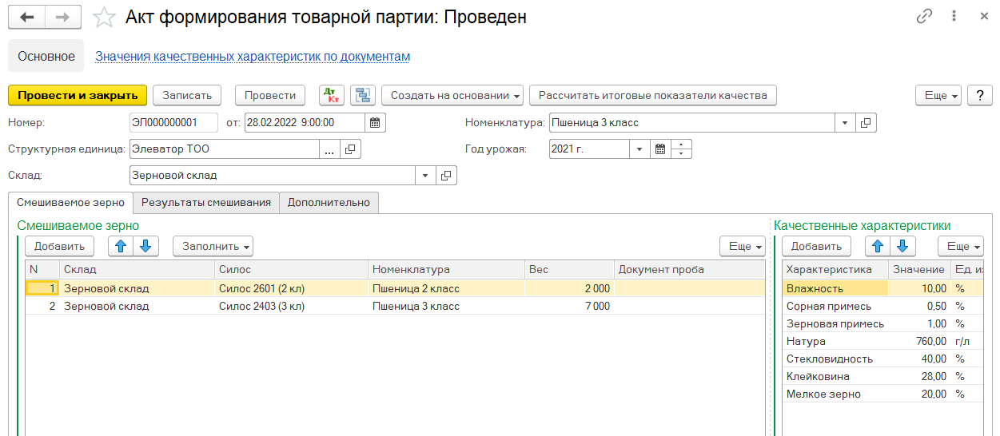 Акт формирования товарной партии: Проведен
Основное Значения качественных характеристик по документам
Провести и закрыть Записать Провести Дт Кт Создать на основании Рассчитать итоговые показатели качества Еще ?
Номер: ЭЛ000000001 от: 28.02.2022 9:00:00 Номенклатура: Пшеница 3 класс
Структурная единица: Элеватор ТОО ... Год урожая: 2021 г.
Склад: Зерновой склад
Смешиваемое зерно Результаты смешивания Дополнительно
Смешиваемое зерно Качественные характеристики
Добавить Заполнить Еще Добавить Еще
N Склад Силос Номенклатура Вес Документ проба Характеристика Значение Ед. из
1 Зерновой склад Силос 2601 (2 кл) Пшеница 2 класс 2 000 Влажность 10,00 %
2 Зерновой склад Силос 2403 (3 кл) Пшеница 3 класс 7 000 Сорная примесь 0,50 %
Зерновая примесь 1,00 %
Натура 760,00 г/л
Стекловидность 40,00 %
Клейковина 28,00 %
Мелкое зерно 20,00 %